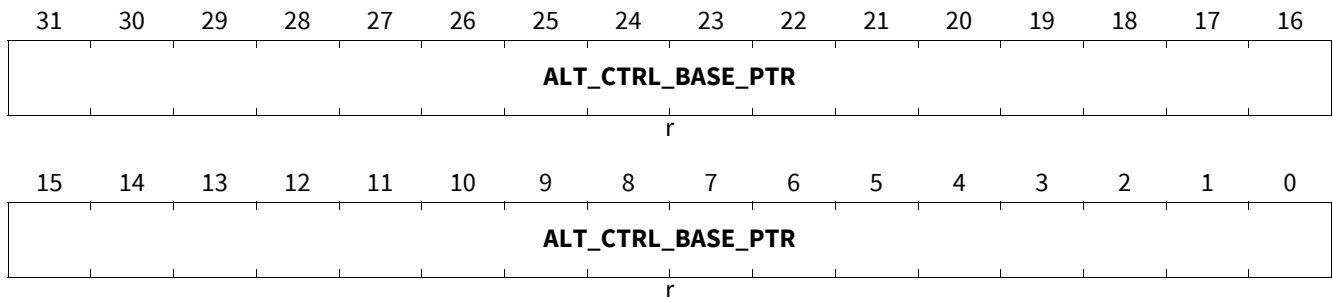 31 30 29 28 27 26 25 24 23 22 21 20 19 18 17 16
ALT_CTRL_BASE_PTR
r
15 14 13 12 11 10 9 8 7 6 5 4 3 2 1 0
ALT_CTRL_BASE_PTR
r